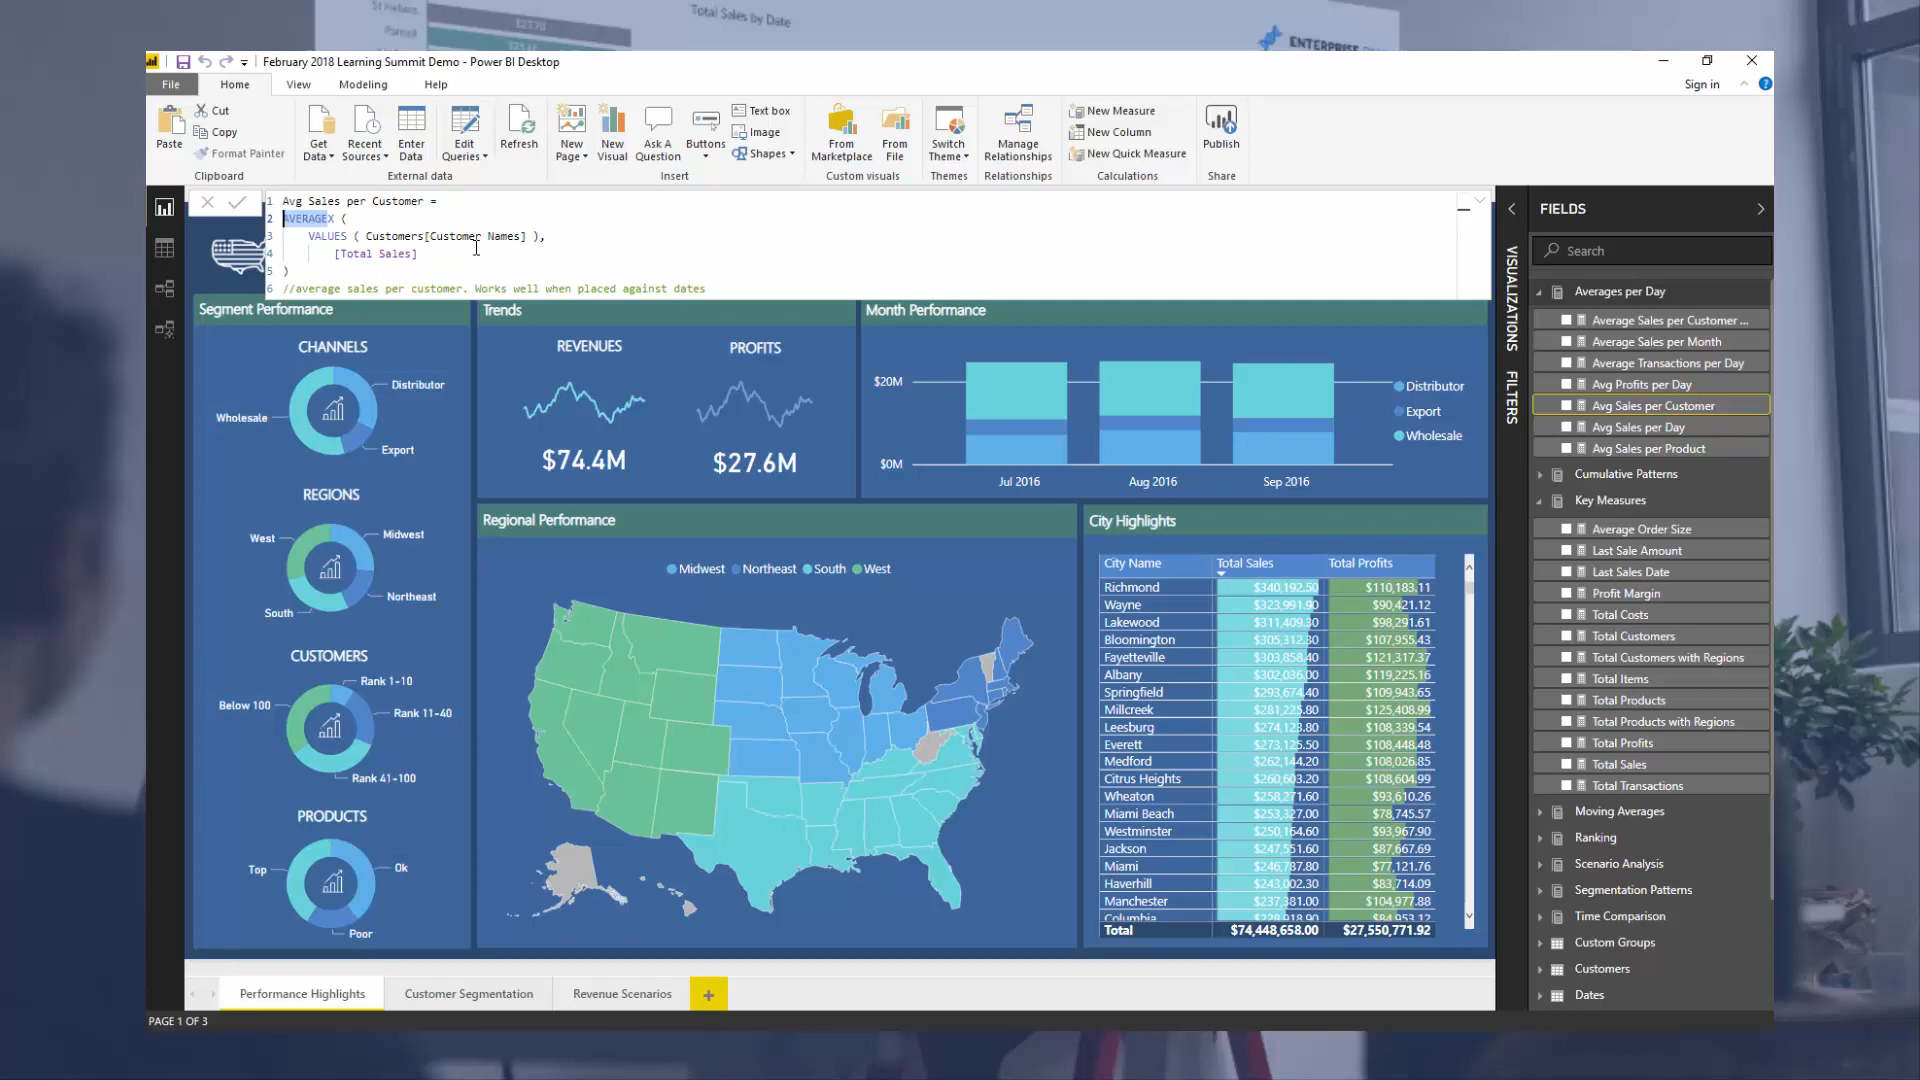 St Heliers
Parnell
Total Sales by Date
ENTERPRISE
February 2018 Learning Summit Demo - Power BI Desktop
File
Home
View
Modeling
Help
Sign in
Paste
Cut
Copy
Format Painter
Get Data
Recent Sources
Enter Data
Edit Queries
Refresh
New Page
New Visual
Ask A Question
Buttons
Text box
Image
Shapes
From Marketplace
From File
Switch Theme
Manage Relationships
New Measure
New Column
New Quick Measure
Publish
Clipboard
External data
Insert
Custom visuals
Themes
Relationships
Calculations
Share
1 Avg Sales per Customer =
2 AVERAGEX (
3 VALUES ( Customers[Customer Names] ),
4 [Total Sales]
5 )
6 //average sales per customer. Works well when placed against dates
Segment Performance
CHANNELS
Distributor
Wholesale
Export
REGIONS
West
Midwest
South
Northeast
CUSTOMERS
Rank 1-10
Below 100
Rank 11-40
Rank 41-100
PRODUCTS
Top
Ok
Poor
Trends
REVENUES
PROFITS
$74.4M
$27.6M
Month Performance
$20M
$0M
Jul 2016
Aug 2016
Sep 2016
Distributor
Export
Wholesale
Regional Performance
Midwest
Northeast
South
West
City Highlights
City Name Total Sales Total Profits
Richmond $340,192.50 $110,183.11
Wayne $323,991.90 $90,421.12
Lakewood $311,409.30 $98,291.61
Bloomington $305,312.30 $107,955.43
Fayetteville $303,858.40 $121,317.37
Albany $302,036.00 $119,225.16
Springfield $293,674.40 $109,943.65
Millcreek $281,225.80 $125,408.99
Leesburg $274,123.80 $108,339.54
Everett $273,125.50 $108,448.48
Medford $262,144.20 $108,026.85
Citrus Heights $260,603.20 $108,604.99
Wheaton $258,271.60 $93,610.26
Miami Beach $253,327.00 $78,745.57
Westminster $250,164.60 $93,967.90
Jackson $247,551.60 $87,667.69
Miami $246,787.80 $77,121.76
Haverhill $243,002.30 $83,714.09
Manchester $237,381.00 $104,977.88
Columbia $228,918.90 $84,953.12
Total $74,448,658.00 $27,550,771.92
VISUALIZATIONS
FILTERS
FIELDS
Search
Averages per Day
Average Sales per Customer ...
Average Sales per Month
Average Transactions per Day
Avg Profits per Day
Avg Sales per Customer
Avg Sales per Day
Avg Sales per Product
Cumulative Patterns
Key Measures
Average Order Size
Last Sale Amount
Last Sales Date
Profit Margin
Total Costs
Total Customers
Total Customers with Regions
Total Items
Total Products
Total Products with Regions
Total Profits
Total Sales
Total Transactions
Moving Averages
Ranking
Scenario Analysis
Segmentation Patterns
Time Comparison
Custom Groups
Customers
Dates
Performance Highlights
Customer Segmentation
Revenue Scenarios
PAGE 1 OF 3